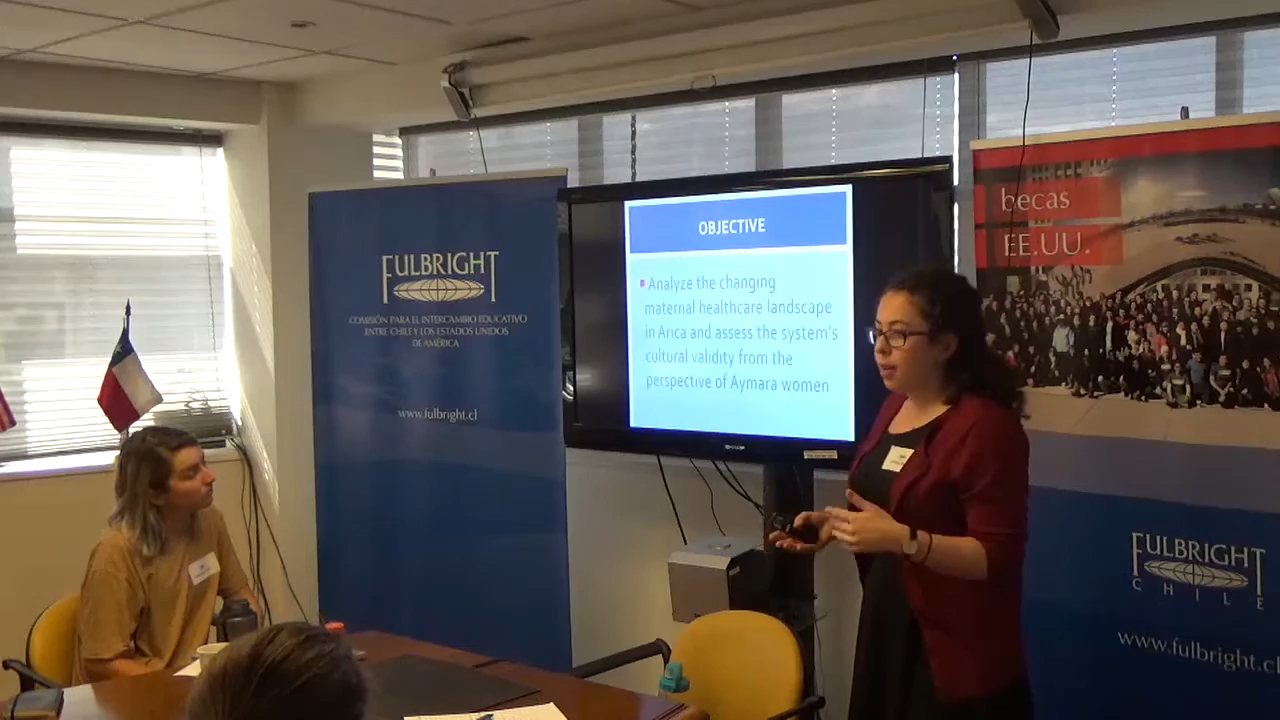 FULBRIGHT
COMISIÓN PARA EL INTERCAMBIO EDUCATIVO
ENTRE CHILE Y LOS ESTADOS UNIDOS
DE AMÉRICA
www.fulbright.cl
OBJECTIVE
Analyze the changing
maternal healthcare landscape
in Arica and assess the system's
cultural validity from the
perspective of Aymara women
SHARP
becas
EE.UU.
FULBRIGHT
CHILE
www.fulbright.cl